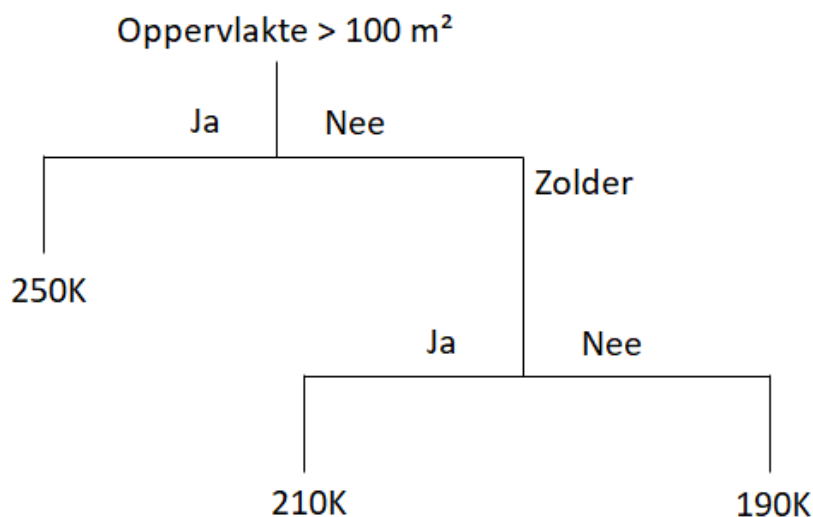 Oppervlakte > 100 m²
Ja
Nee
Zolder
250K
Ja
Nee
210K
190K